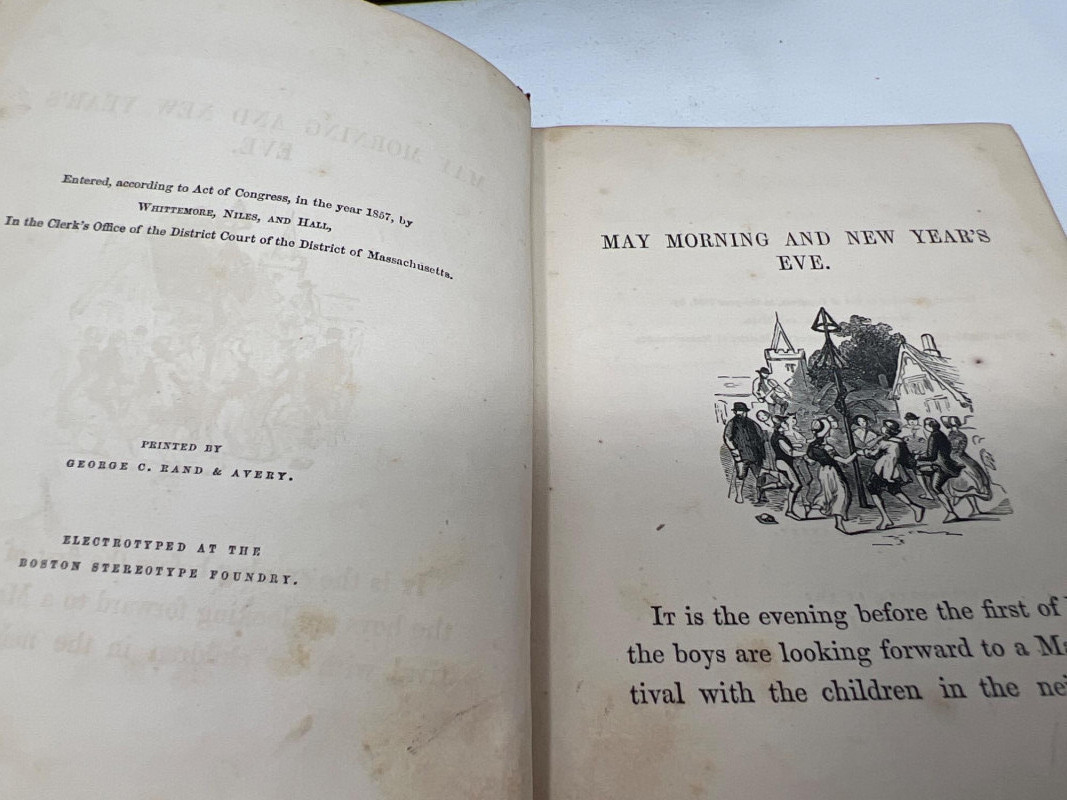 Entered, according to Act of Congress, in the year 1857, by
WHITTEMORE, NILES, AND HALL,
In the Clerk's Office of the District Court of the District of Massachusetts.
PRINTED BY
GEORGE C. RAND & AVERY.
ELECTROTYPED AT THE
BOSTON STEREOTYPE FOUNDRY.
MAY MORNING AND NEW YEAR'S
EVE.
IT is the evening before the first of
the boys are looking forward to a Ma
tival with the children in the nei